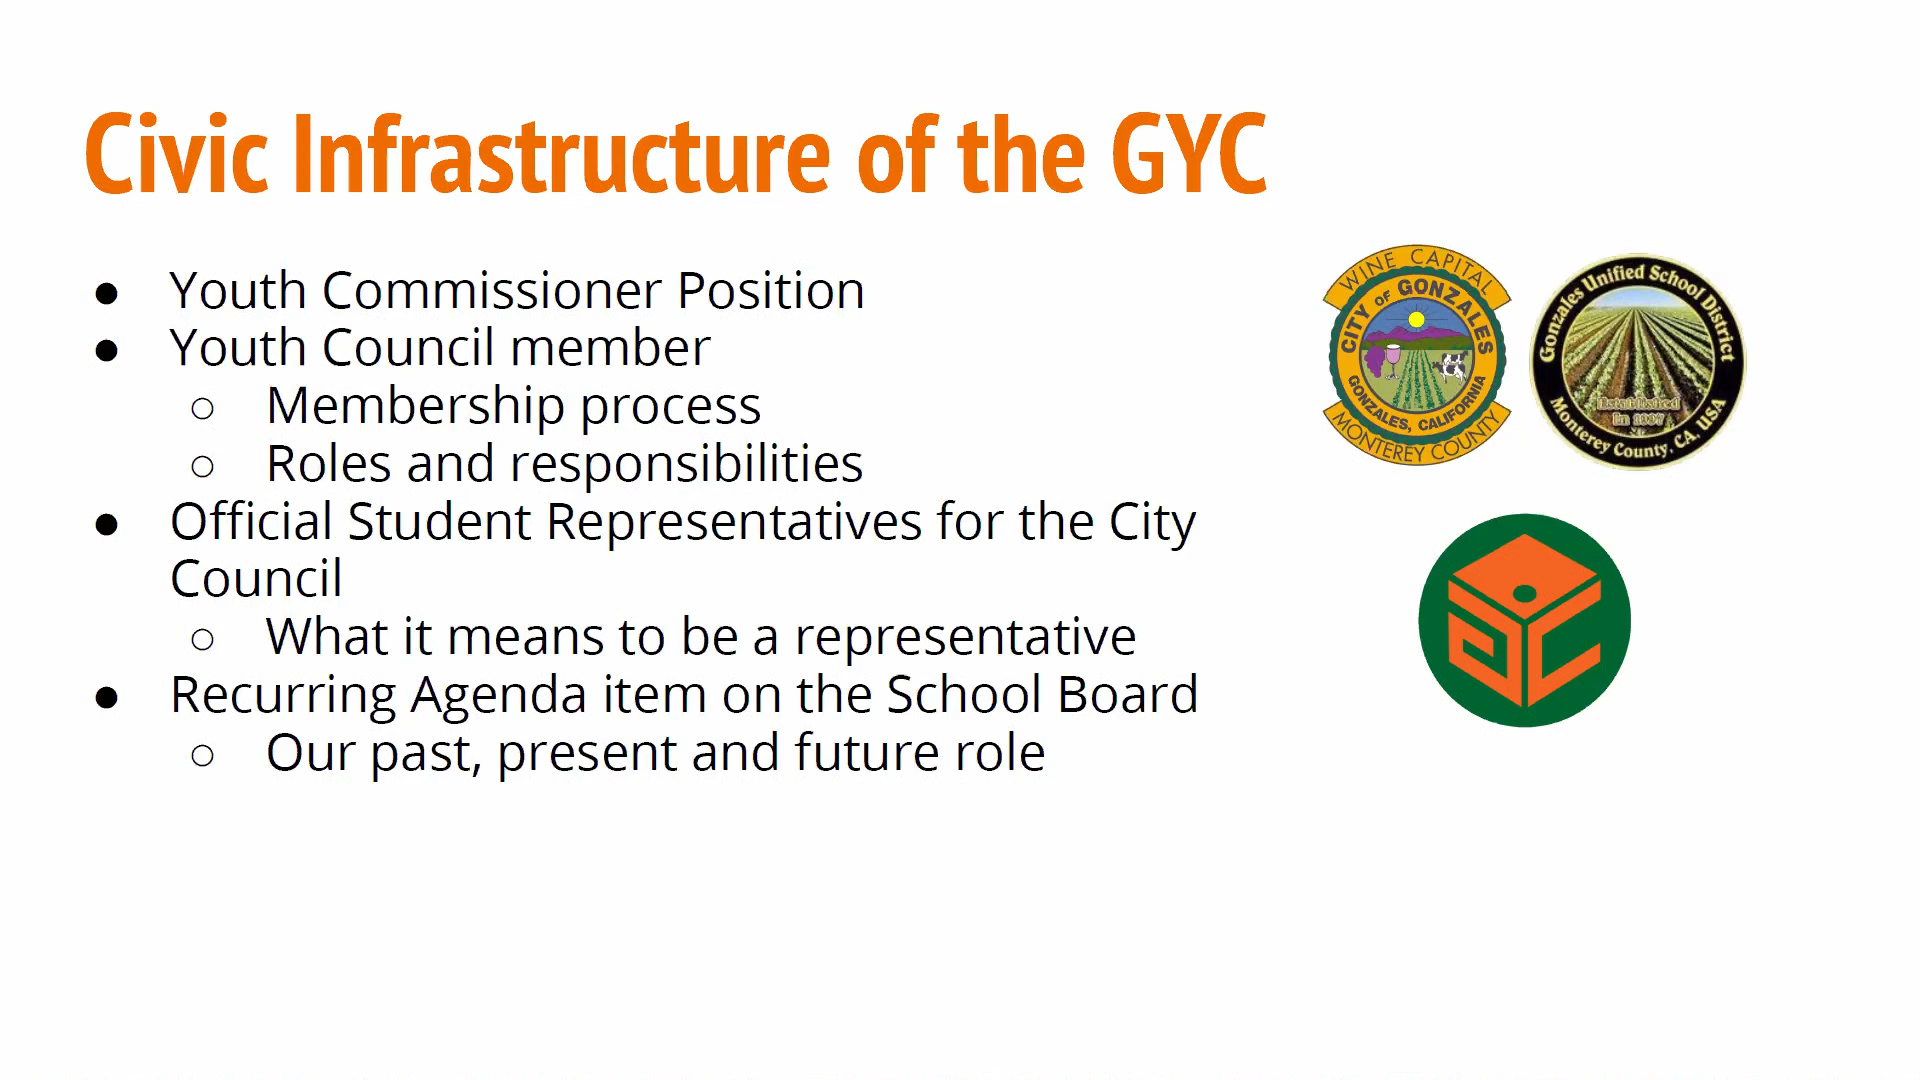 Civic Infrastructure of the GYC
● Youth Commissioner Position
● Youth Council member
○ Membership process
○ Roles and responsibilities
● Official Student Representatives for the City
Council
○ What it means to be a representative
● Recurring Agenda item on the School Board
○ Our past, present and future role
WINE CAPITAL
CITY OF GONZALES
GONZALES, CALIFORNIA
MONTEREY COUNTY
Gonzales Unified School District
Established
Monterey County, CA, USA